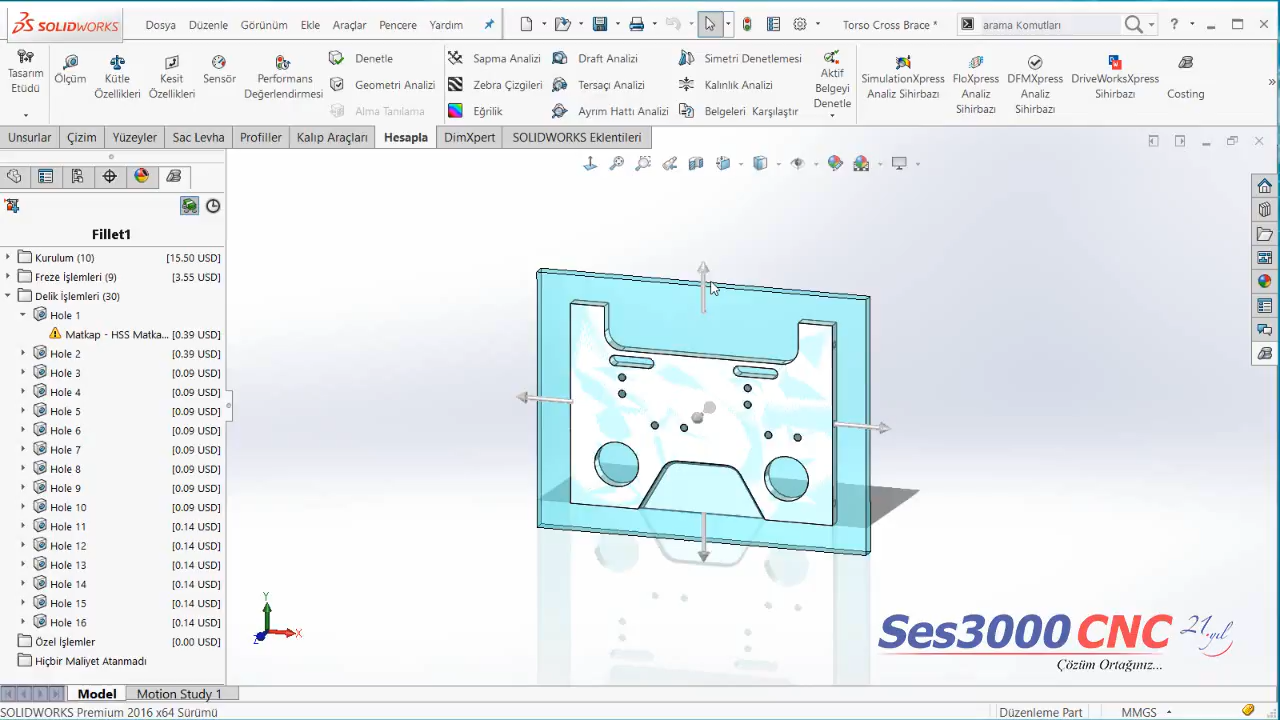 SOLIDWORKS
Dosya Düzenle Görünüm Ekle Araçlar Pencere Yardım
Torso Cross Brace *
arama Komutları
Tasarım Etüdü
Ölçüm
Kütle Özellikleri
Kesit Özellikleri
Sensör
Performans Değerlendirmesi
Denetle
Geometri Analizi
Alma Tanılama
Sapma Analizi
Zebra Çizgileri
Eğrilik
Draft Analizi
Tersaçı Analizi
Ayrım Hattı Analizi
Simetri Denetlemesi
Kalınlık Analizi
Belgeleri Karşılaştır
Aktif Belgeyi Denetle
SimulationXpress Analiz Sihirbazı
FloXpress Analiz Sihirbazı
DFMXpress Analiz Sihirbazı
DriveWorksXpress Sihirbazı
Costing
Unsurlar Çizim Yüzeyler Sac Levha Profiller Kalıp Araçları Hesapla DimXpert SOLIDWORKS Eklentileri
Fillet1
Kurulum (10) [15.50 USD]
Freze İşlemleri (9) [3.55 USD]
Delik İşlemleri (30)
Hole 1
Matkap - HSS Matka... [0.39 USD]
Hole 2 [0.39 USD]
Hole 3 [0.09 USD]
Hole 4 [0.09 USD]
Hole 5 [0.09 USD]
Hole 6 [0.09 USD]
Hole 7 [0.09 USD]
Hole 8 [0.09 USD]
Hole 9 [0.09 USD]
Hole 10 [0.09 USD]
Hole 11 [0.14 USD]
Hole 12 [0.14 USD]
Hole 13 [0.14 USD]
Hole 14 [0.14 USD]
Hole 15 [0.14 USD]
Hole 16 [0.14 USD]
Özel İşlemler [0.00 USD]
Hiçbir Maliyet Atanmadı
Y
X
Z
Ses3000 CNC 21.yıl
Çözüm Ortağınız...
Model Motion Study 1
SOLIDWORKS Premium 2016 x64 Sürümü
Düzenleme Part
MMGS